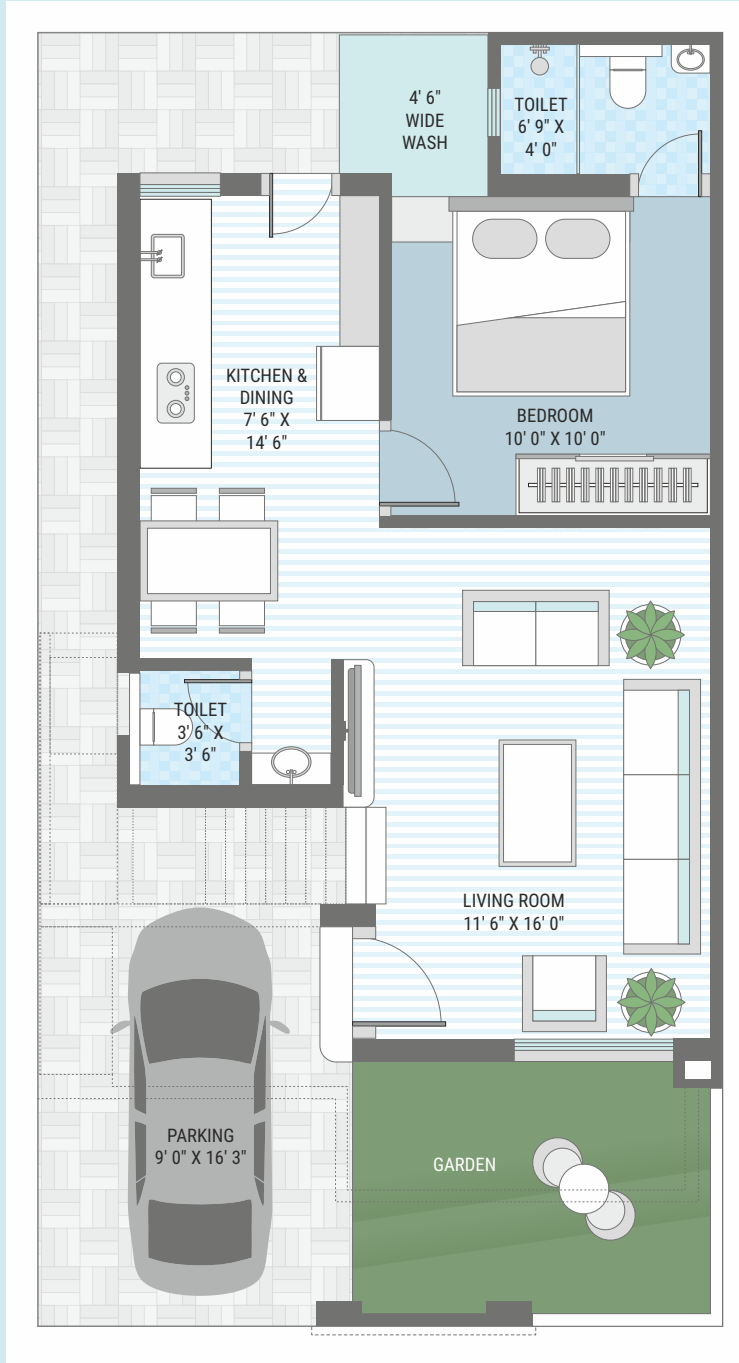 4' 6"
WIDE
WASH
TOILET
6' 9" X
4' 0"
KITCHEN &
DINING
7' 6" X
14' 6"
BEDROOM
10' 0" X 10' 0"
TOILET
3' 6" X
3' 6"
LIVING ROOM
11' 6" X 16' 0"
PARKING
9' 0" X 16' 3"
GARDEN